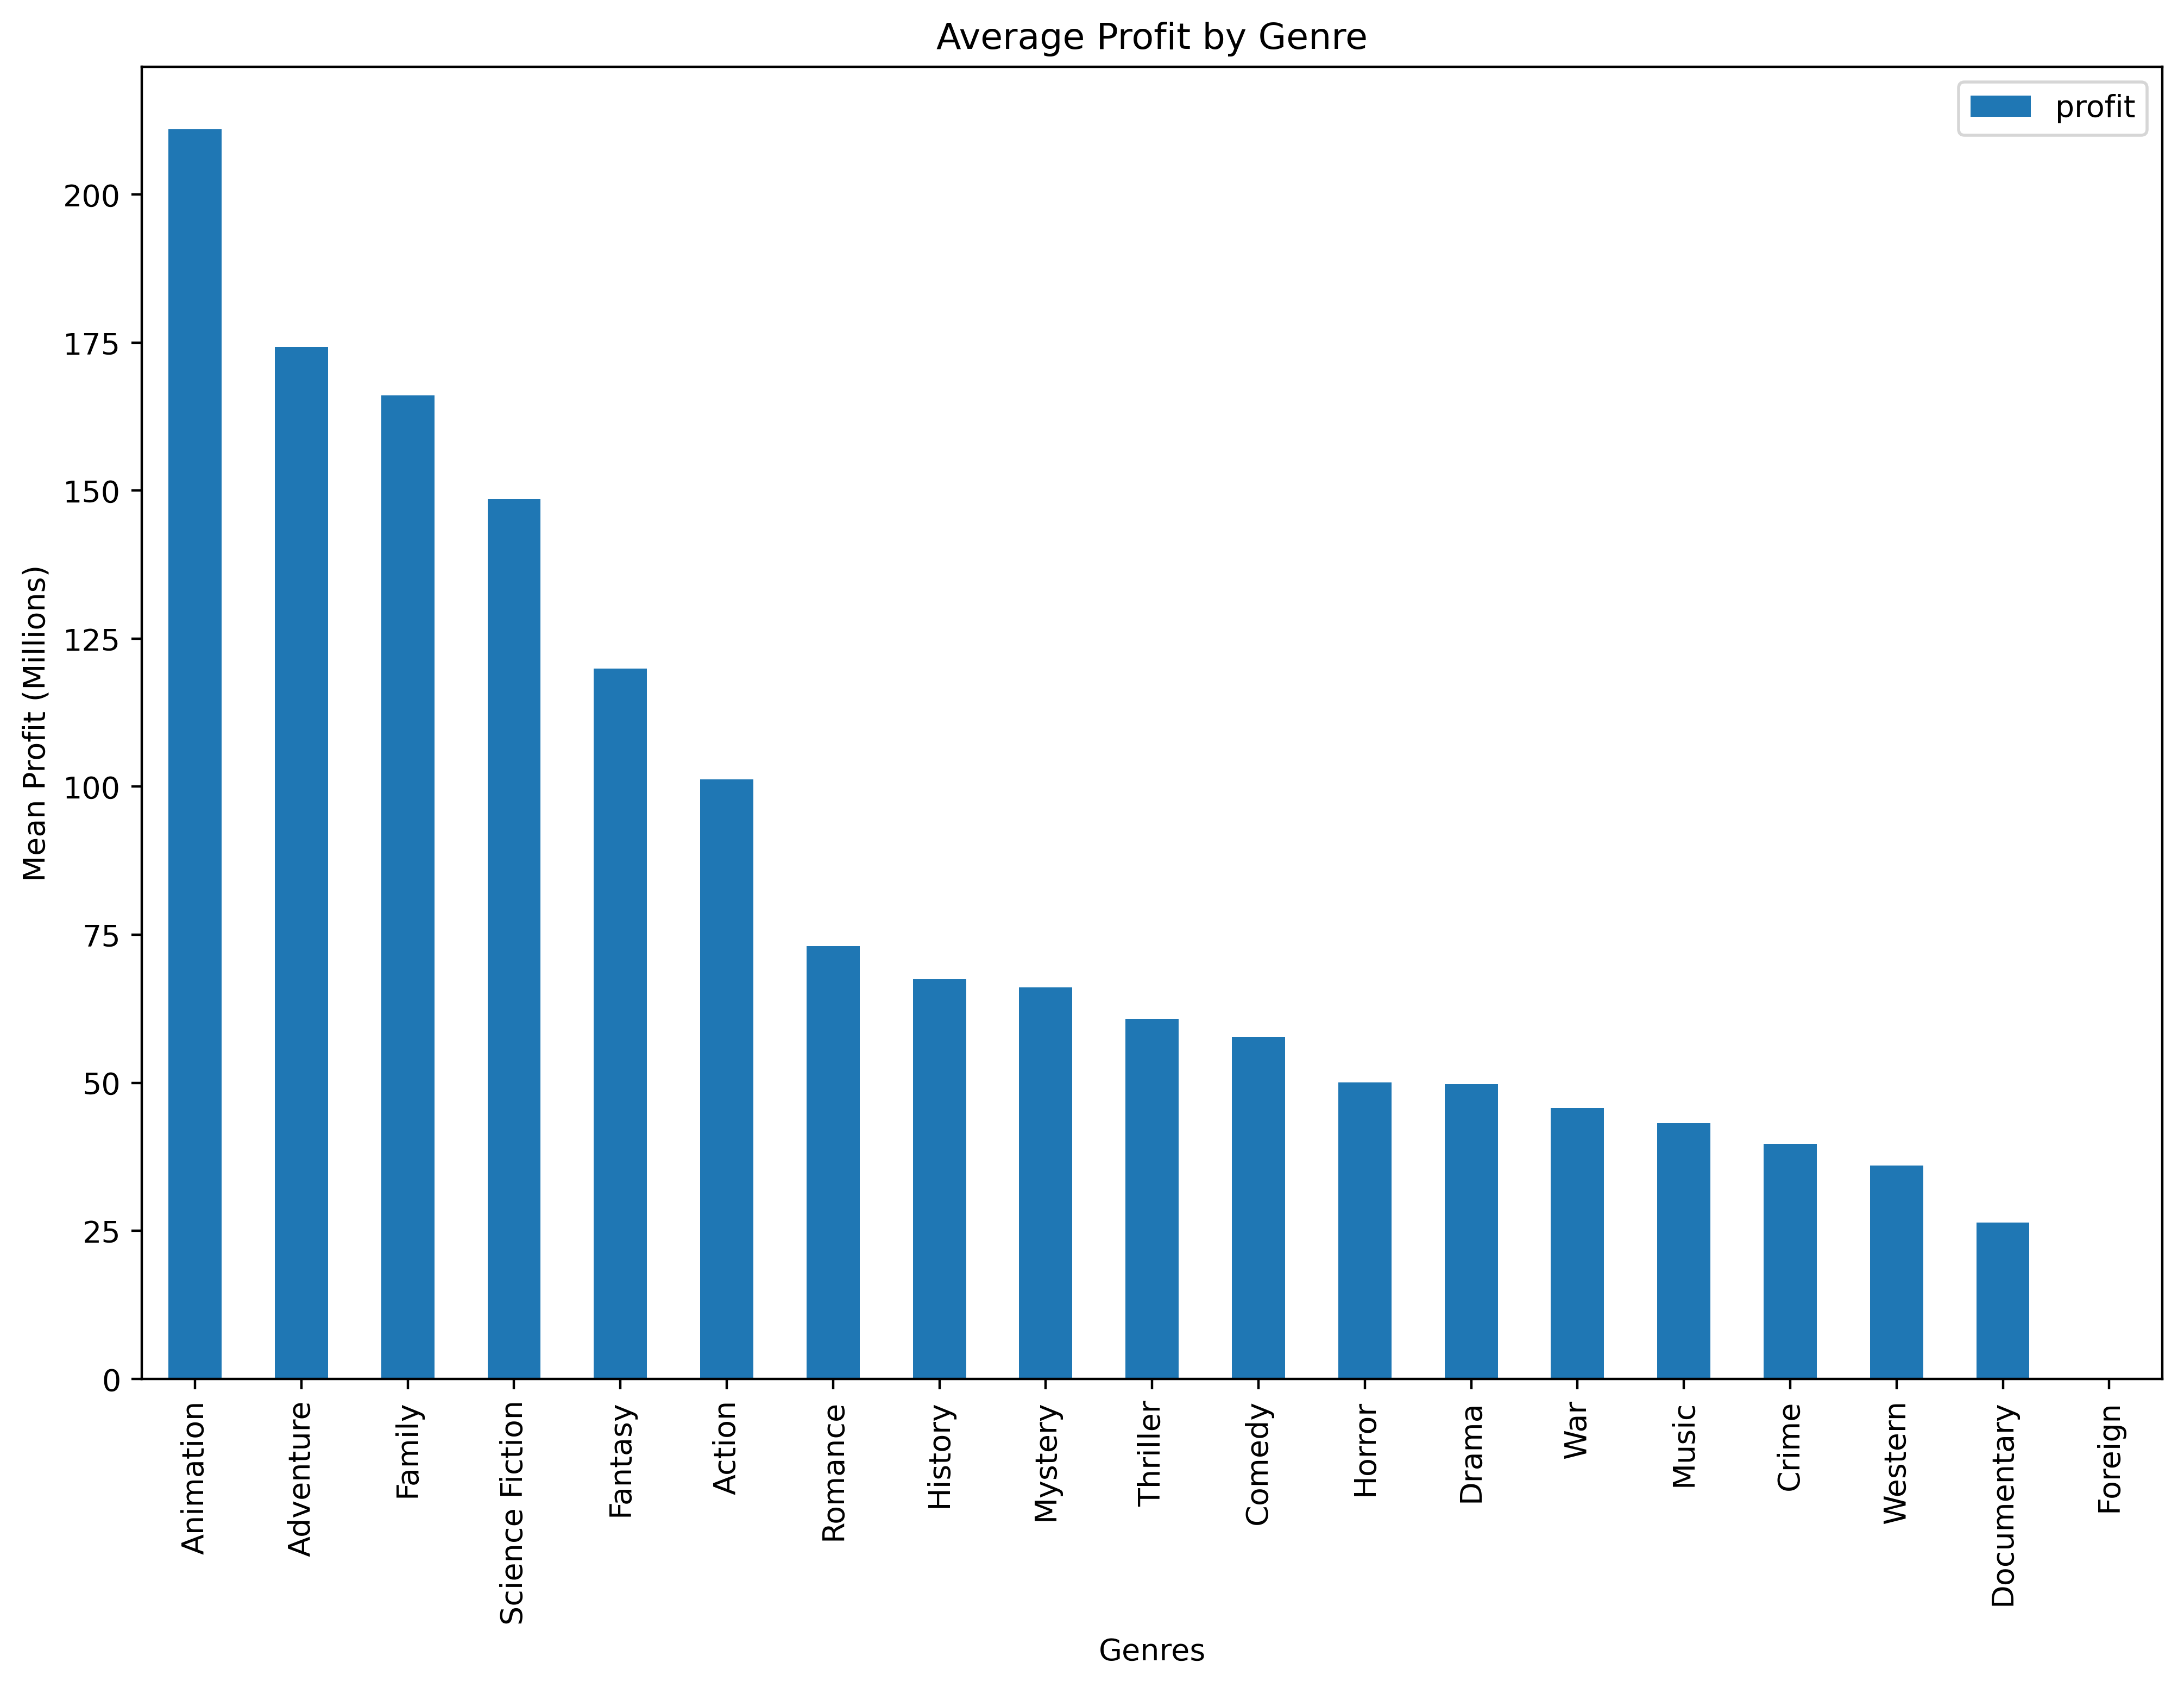 Average Profit by Genre
profit
Mean Profit (Millions)
200
175
150
125
100
75
50
25
0
Animation
Adventure
Family
Science Fiction
Fantasy
Action
Romance
History
Mystery
Thriller
Comedy
Horror
Drama
War
Music
Crime
Western
Documentary
Foreign
Genres